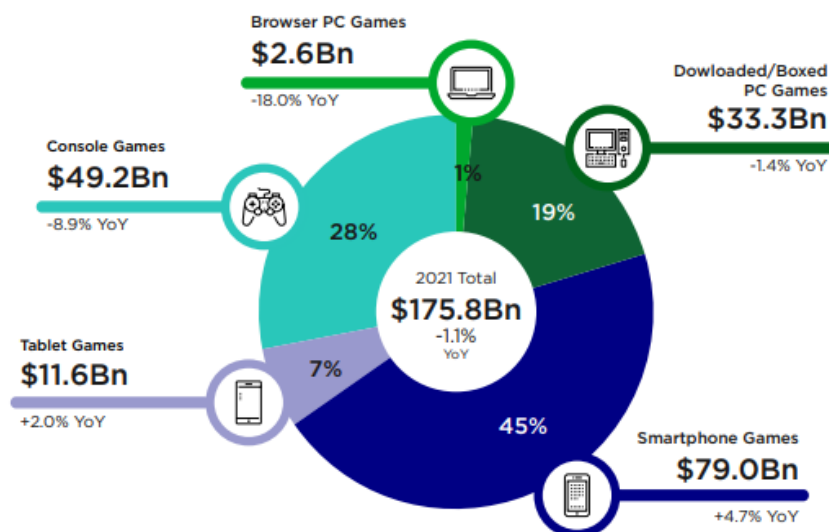 Browser PC Games
$2.6Bn
-18.0% YoY
Dowloaded/Boxed
PC Games
$33.3Bn
-1.4% YoY
Console Games
$49.2Bn
-8.9% YoY
1%
19%
28%
2021 Total
$175.8Bn
-1.1%
YoY
Tablet Games
$11.6Bn
+2.0% YoY
7%
45%
Smartphone Games
$79.0Bn
+4.7% YoY